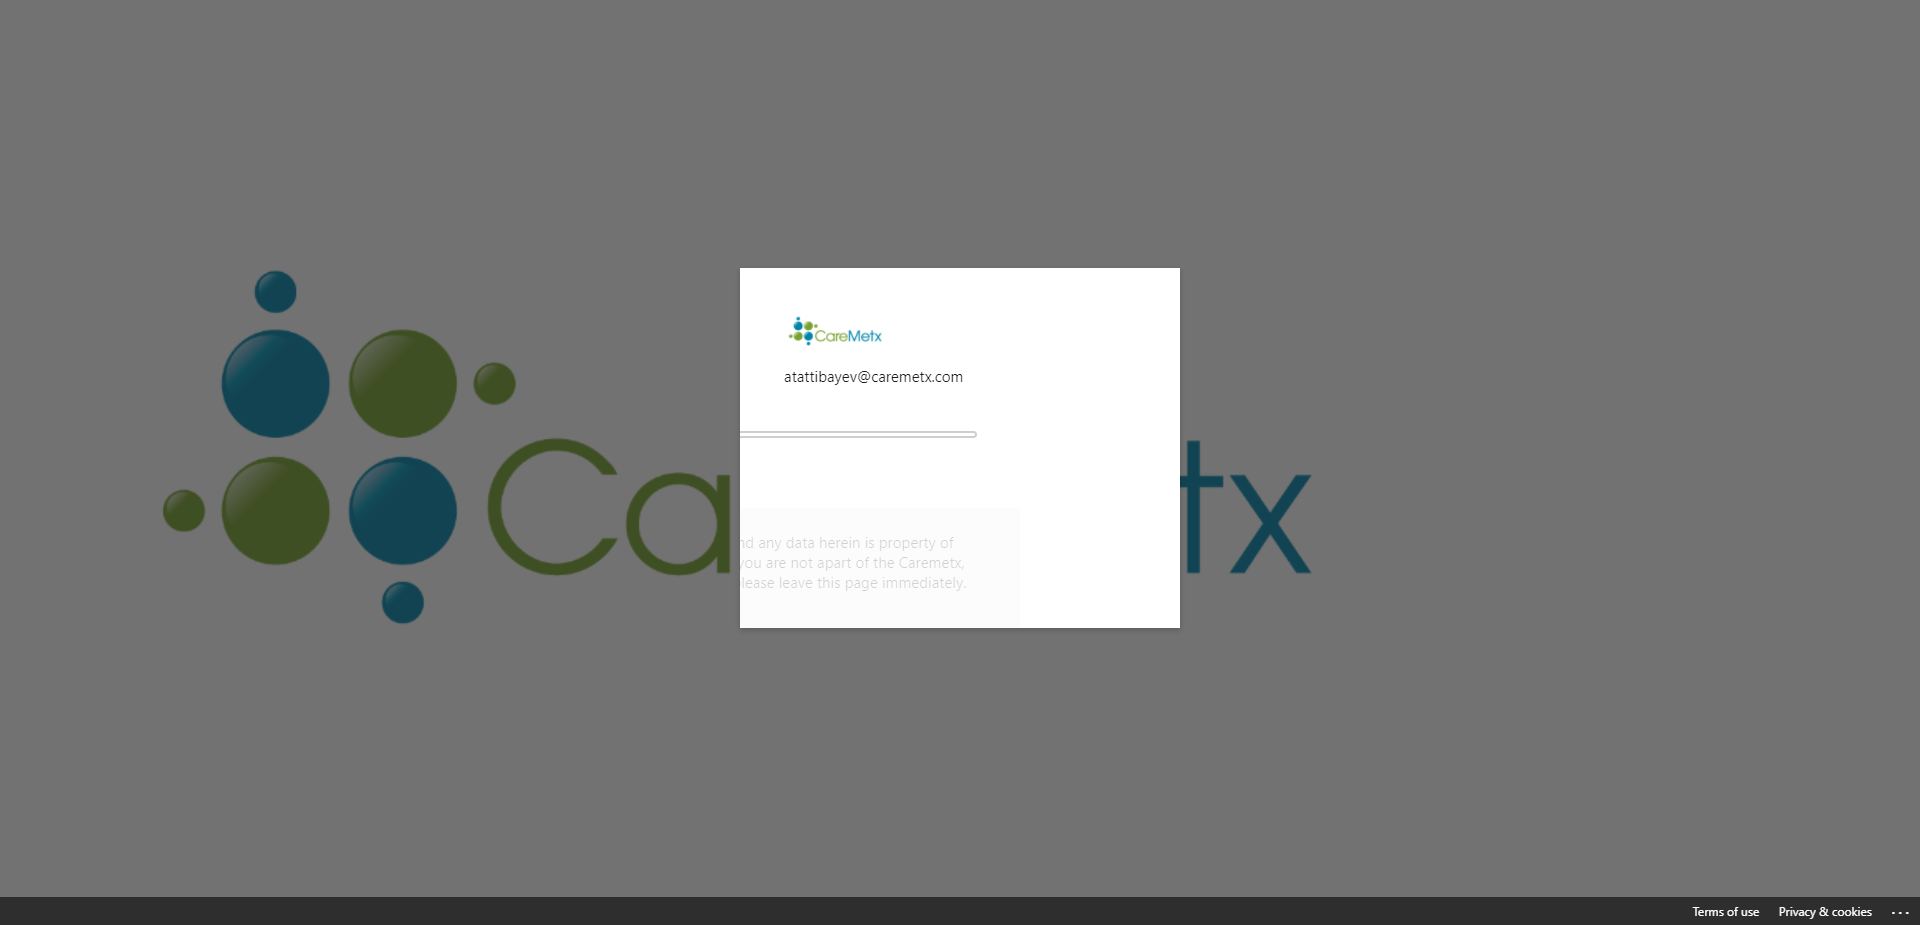 CareMetx
atattibayev@caremetx.com
Ca tx
nd any data herein is property of
you are not apart of the Caremetx,
lease leave this page immediately.
Terms of use Privacy & cookies ...